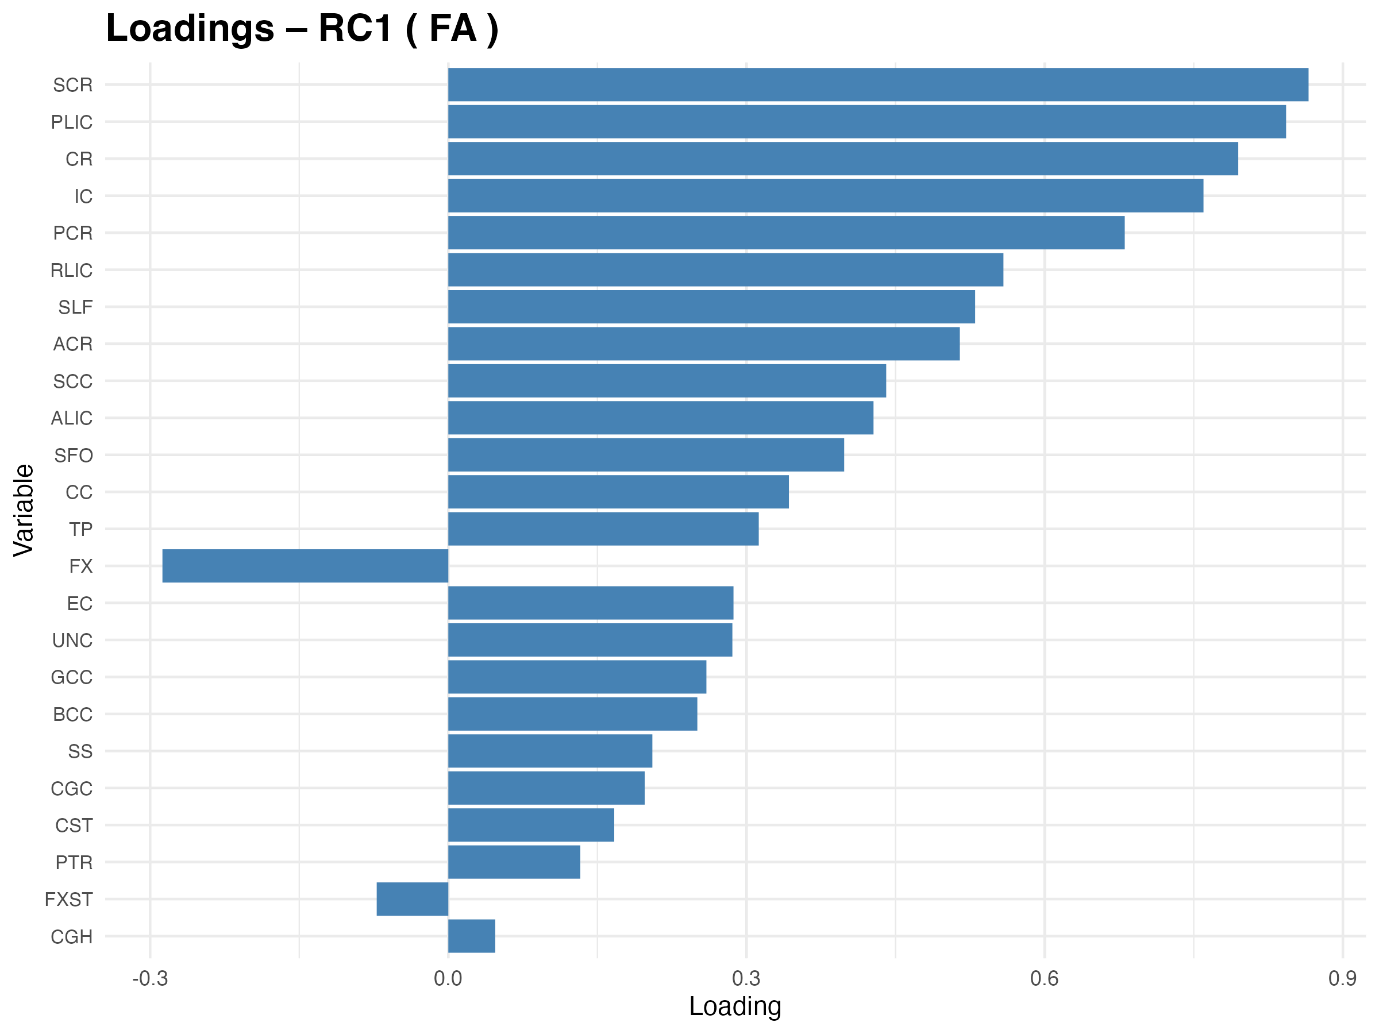 Loadings – RC1 ( FA )
SCR
PLIC
CR
IC
PCR
RLIC
SLF
ACR
SCC
ALIC
SFO
CC
TP
FX
EC
UNC
GCC
BCC
SS
CGC
CST
PTR
FXST
CGH
Variable
-0.3 0.0 0.3 0.6 0.9
Loading